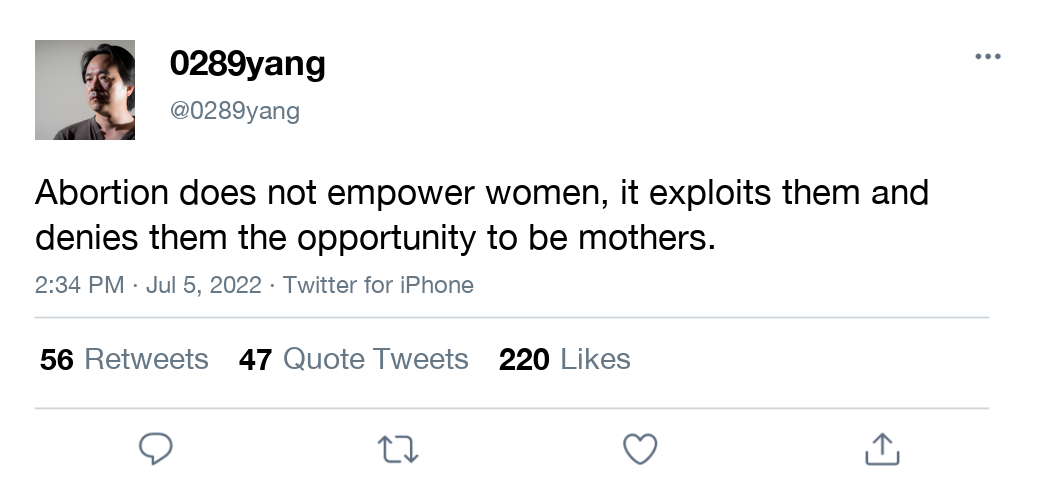 0289yang
@0289yang
Abortion does not empower women, it exploits them and
denies them the opportunity to be mothers.
2:34 PM · Jul 5, 2022 · Twitter for iPhone
56 Retweets 47 Quote Tweets 220 Likes